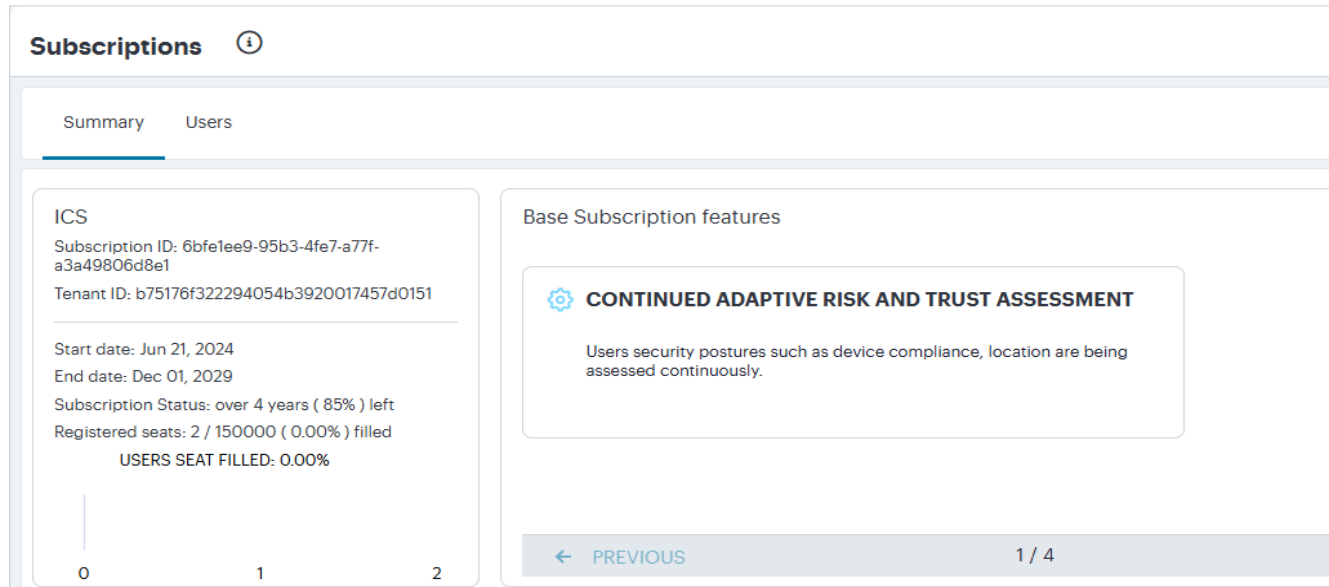 Subscriptions
Summary Users
ICS
Subscription ID: 6bfe1ee9-95b3-4fe7-a77f-
a3a49806d8e1
Tenant ID: b75176f322294054b3920017457d0151
Start date: Jun 21, 2024
End date: Dec 01, 2029
Subscription Status: over 4 years ( 85% ) left
Registered seats: 2 / 150000 ( 0.00% ) filled
USERS SEAT FILLED: 0.00%
0 1 2
Base Subscription features
CONTINUED ADAPTIVE RISK AND TRUST ASSESSMENT
Users security postures such as device compliance, location are being
assessed continuously.
← PREVIOUS 1 / 4